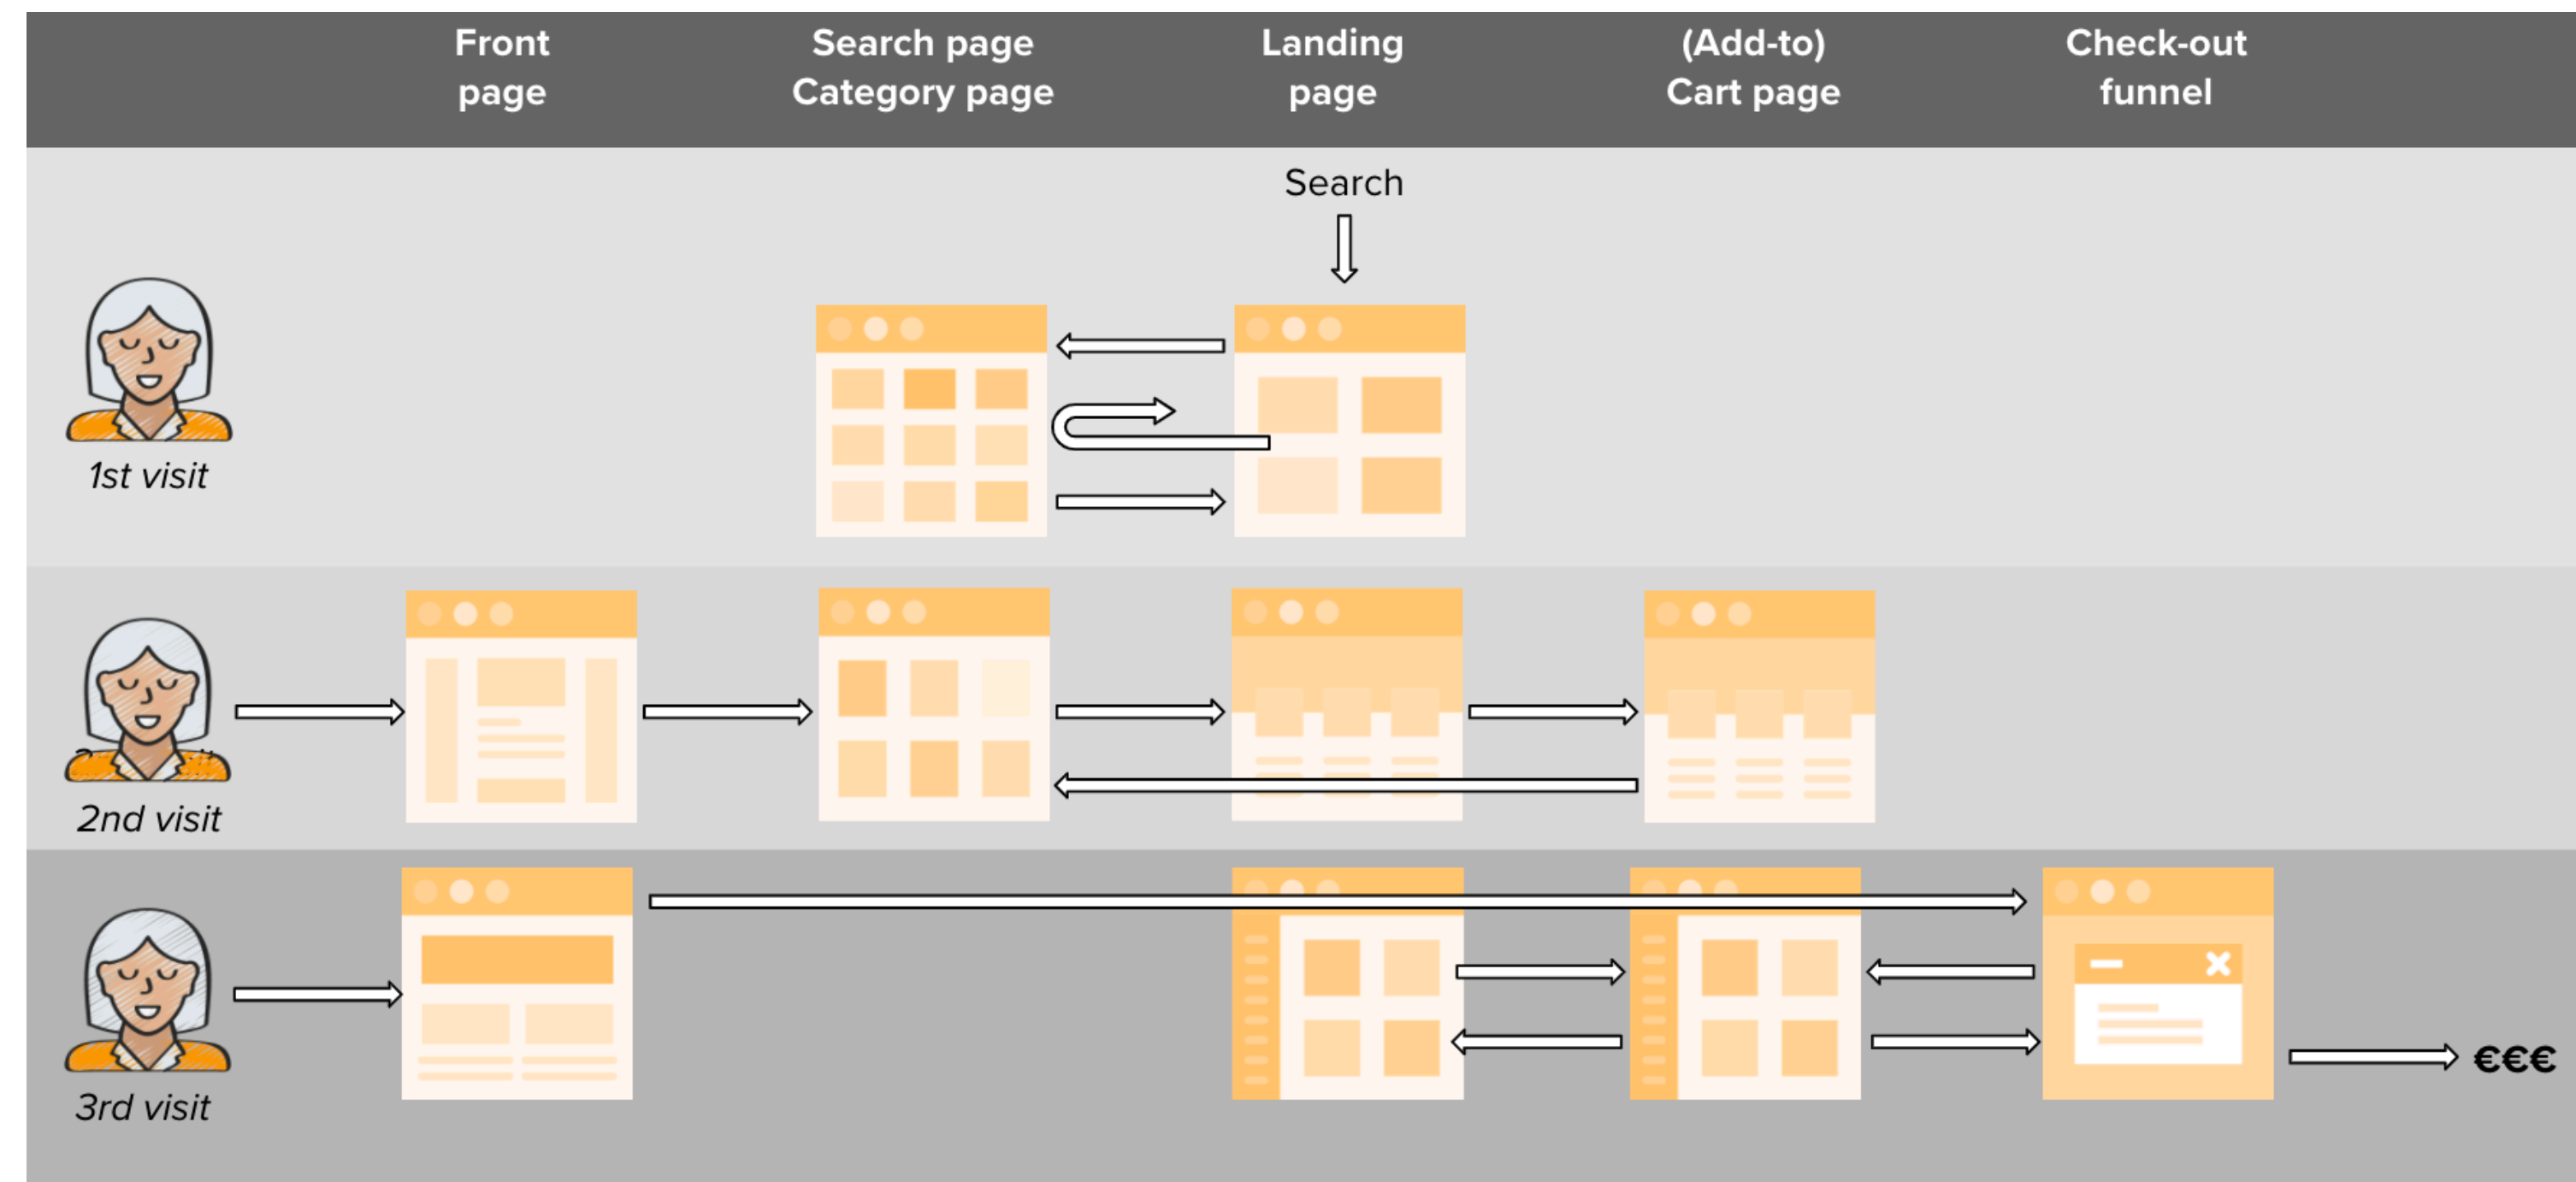 Front
page
Search page
Category page
Landing
page
(Add-to)
Cart page
Check-out
funnel
Search
1st visit
2nd visit
3rd visit
€€€